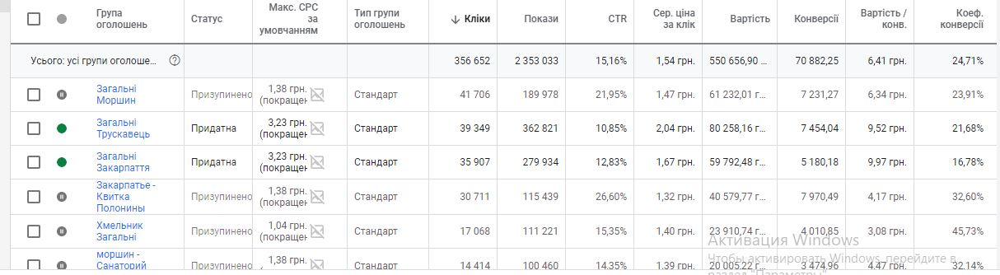 Група оголошень Статус Макс. CPC за умовчанням Тип групи оголошень Кліки Покази CTR Сер. ціна за клік Вартість Конверсії Вартість / конв. Коеф. конверсії
Усього: усі групи оголоше… 356 652 2 353 033 15,16% 1,54 грн. 550 656,90 … 70 882,25 6,41 грн. 24,71%
Загальні Моршин Призупинено 1,38 грн. (покращен Стандарт 41 706 189 978 21,95% 1,47 грн. 61 232,01 г… 7 231,27 6,34 грн. 23,91%
Загальні Трускавець Придатна 3,23 грн. (покращен Стандарт 39 349 362 821 10,85% 2,04 грн. 80 258,16 г… 7 454,04 9,52 грн. 21,68%
Загальні Закарпаття Придатна 3,23 грн. (покращен Стандарт 35 907 279 934 12,83% 1,67 грн. 59 792,48 г… 5 180,18 9,97 грн. 16,78%
Закарпатье - Квитка Полонины Призупинено 1,38 грн. (покращен Стандарт 30 711 115 439 26,60% 1,32 грн. 40 579,77 г… 7 970,49 4,17 грн. 32,60%
Хмельник Загальні Призупинено 1,04 грн. (покращен Стандарт 17 068 111 221 15,35% 1,40 грн. 23 910,74 г… 4 010,85 3,08 грн. 45,73%
моршин - Санаторий Призупинено 1,38 грн. Стандарт 14 414 100 460 14,35% 1,39 грн. 20 005,22 г… 3 474,96 4,47 грн. 32,14%
Активация Windows
Чтобы активировать Windows, перейдите в
раздел "Параметры"